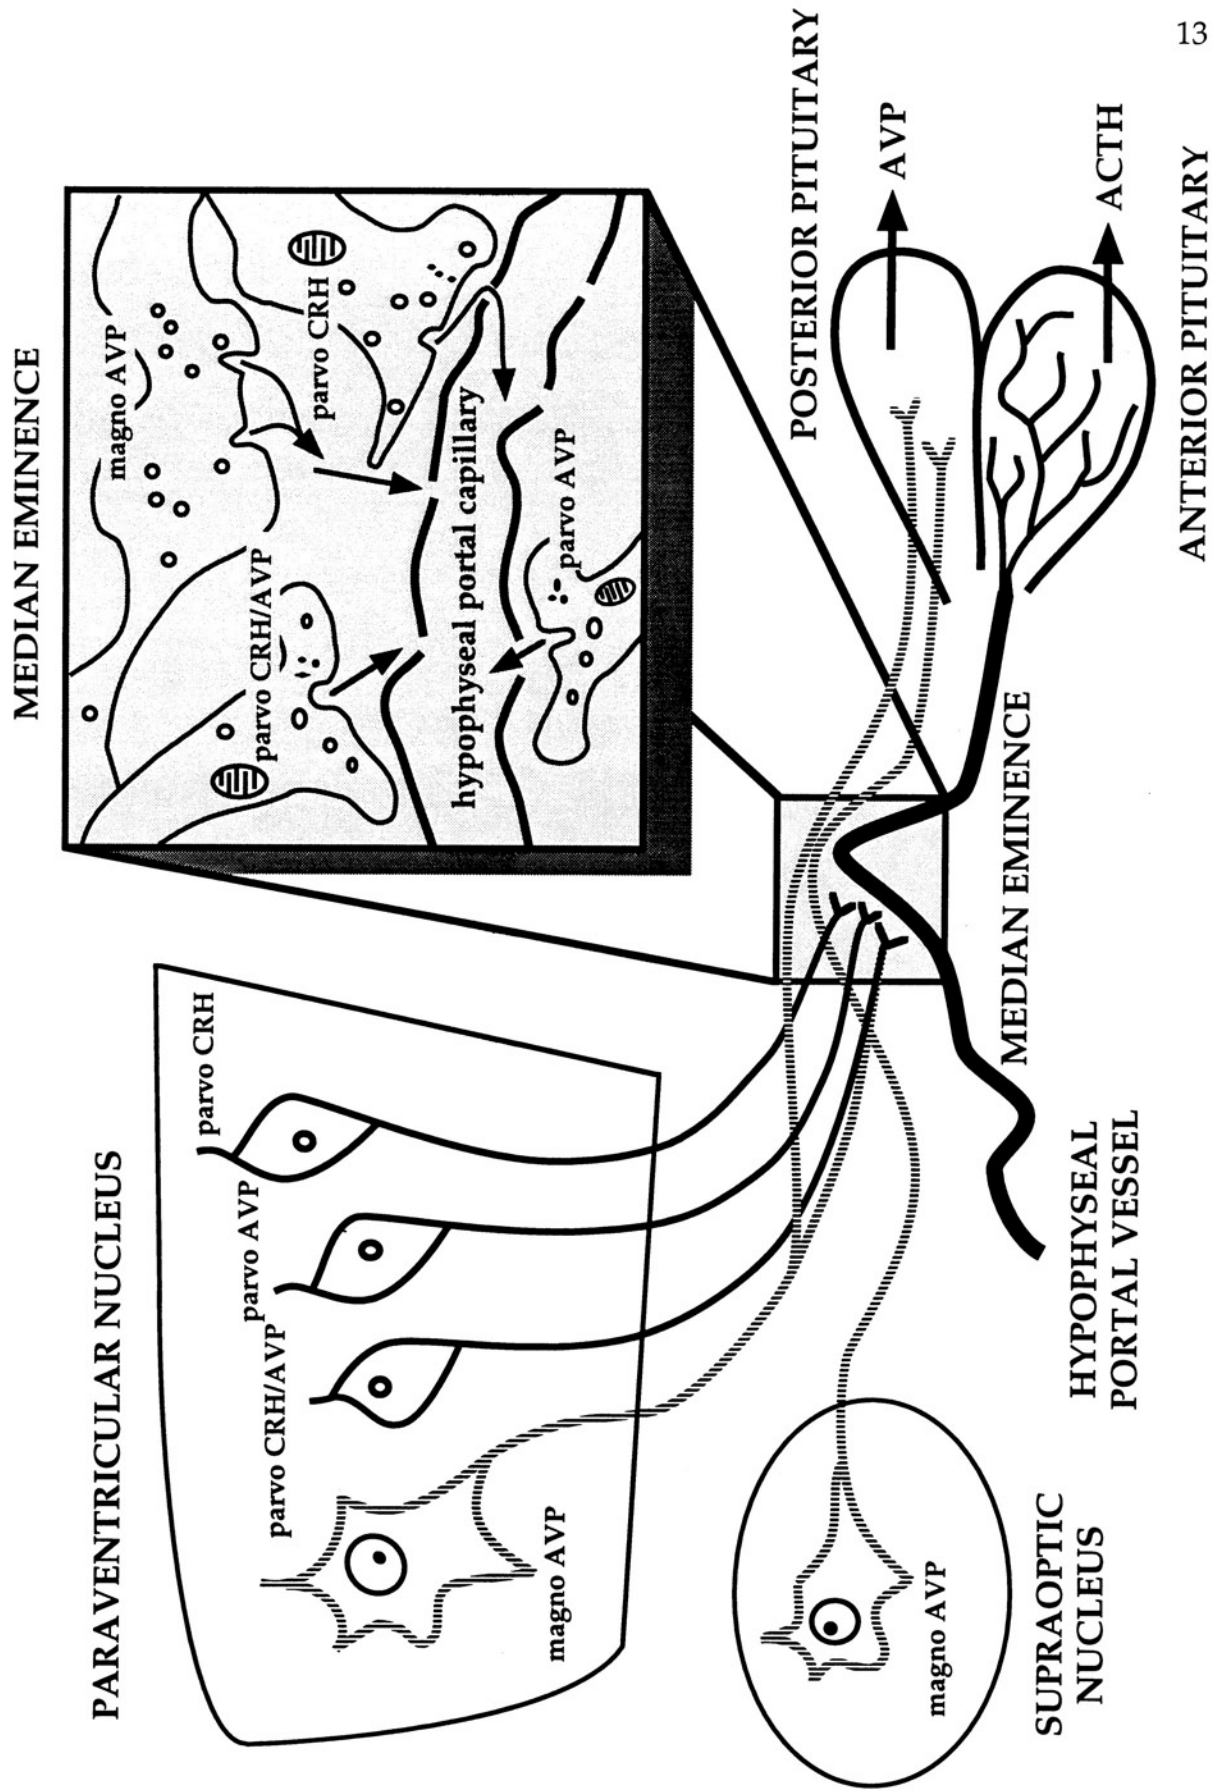 13
MEDIAN EMINENCE
magno AVP
parvo CRH/AVP
parvo CRH
hypophyseal portal capillary
parvo AVP
PARAVENTRICULAR NUCLEUS
parvo CRH
parvo AVP
parvo CRH/AVP
magno AVP
POSTERIOR PITUITARY
AVP
ACTH
ANTERIOR PITUITARY
MEDIAN EMINENCE
HYPOPHYSEAL
PORTAL VESSEL
magno AVP
SUPRAOPTIC
NUCLEUS